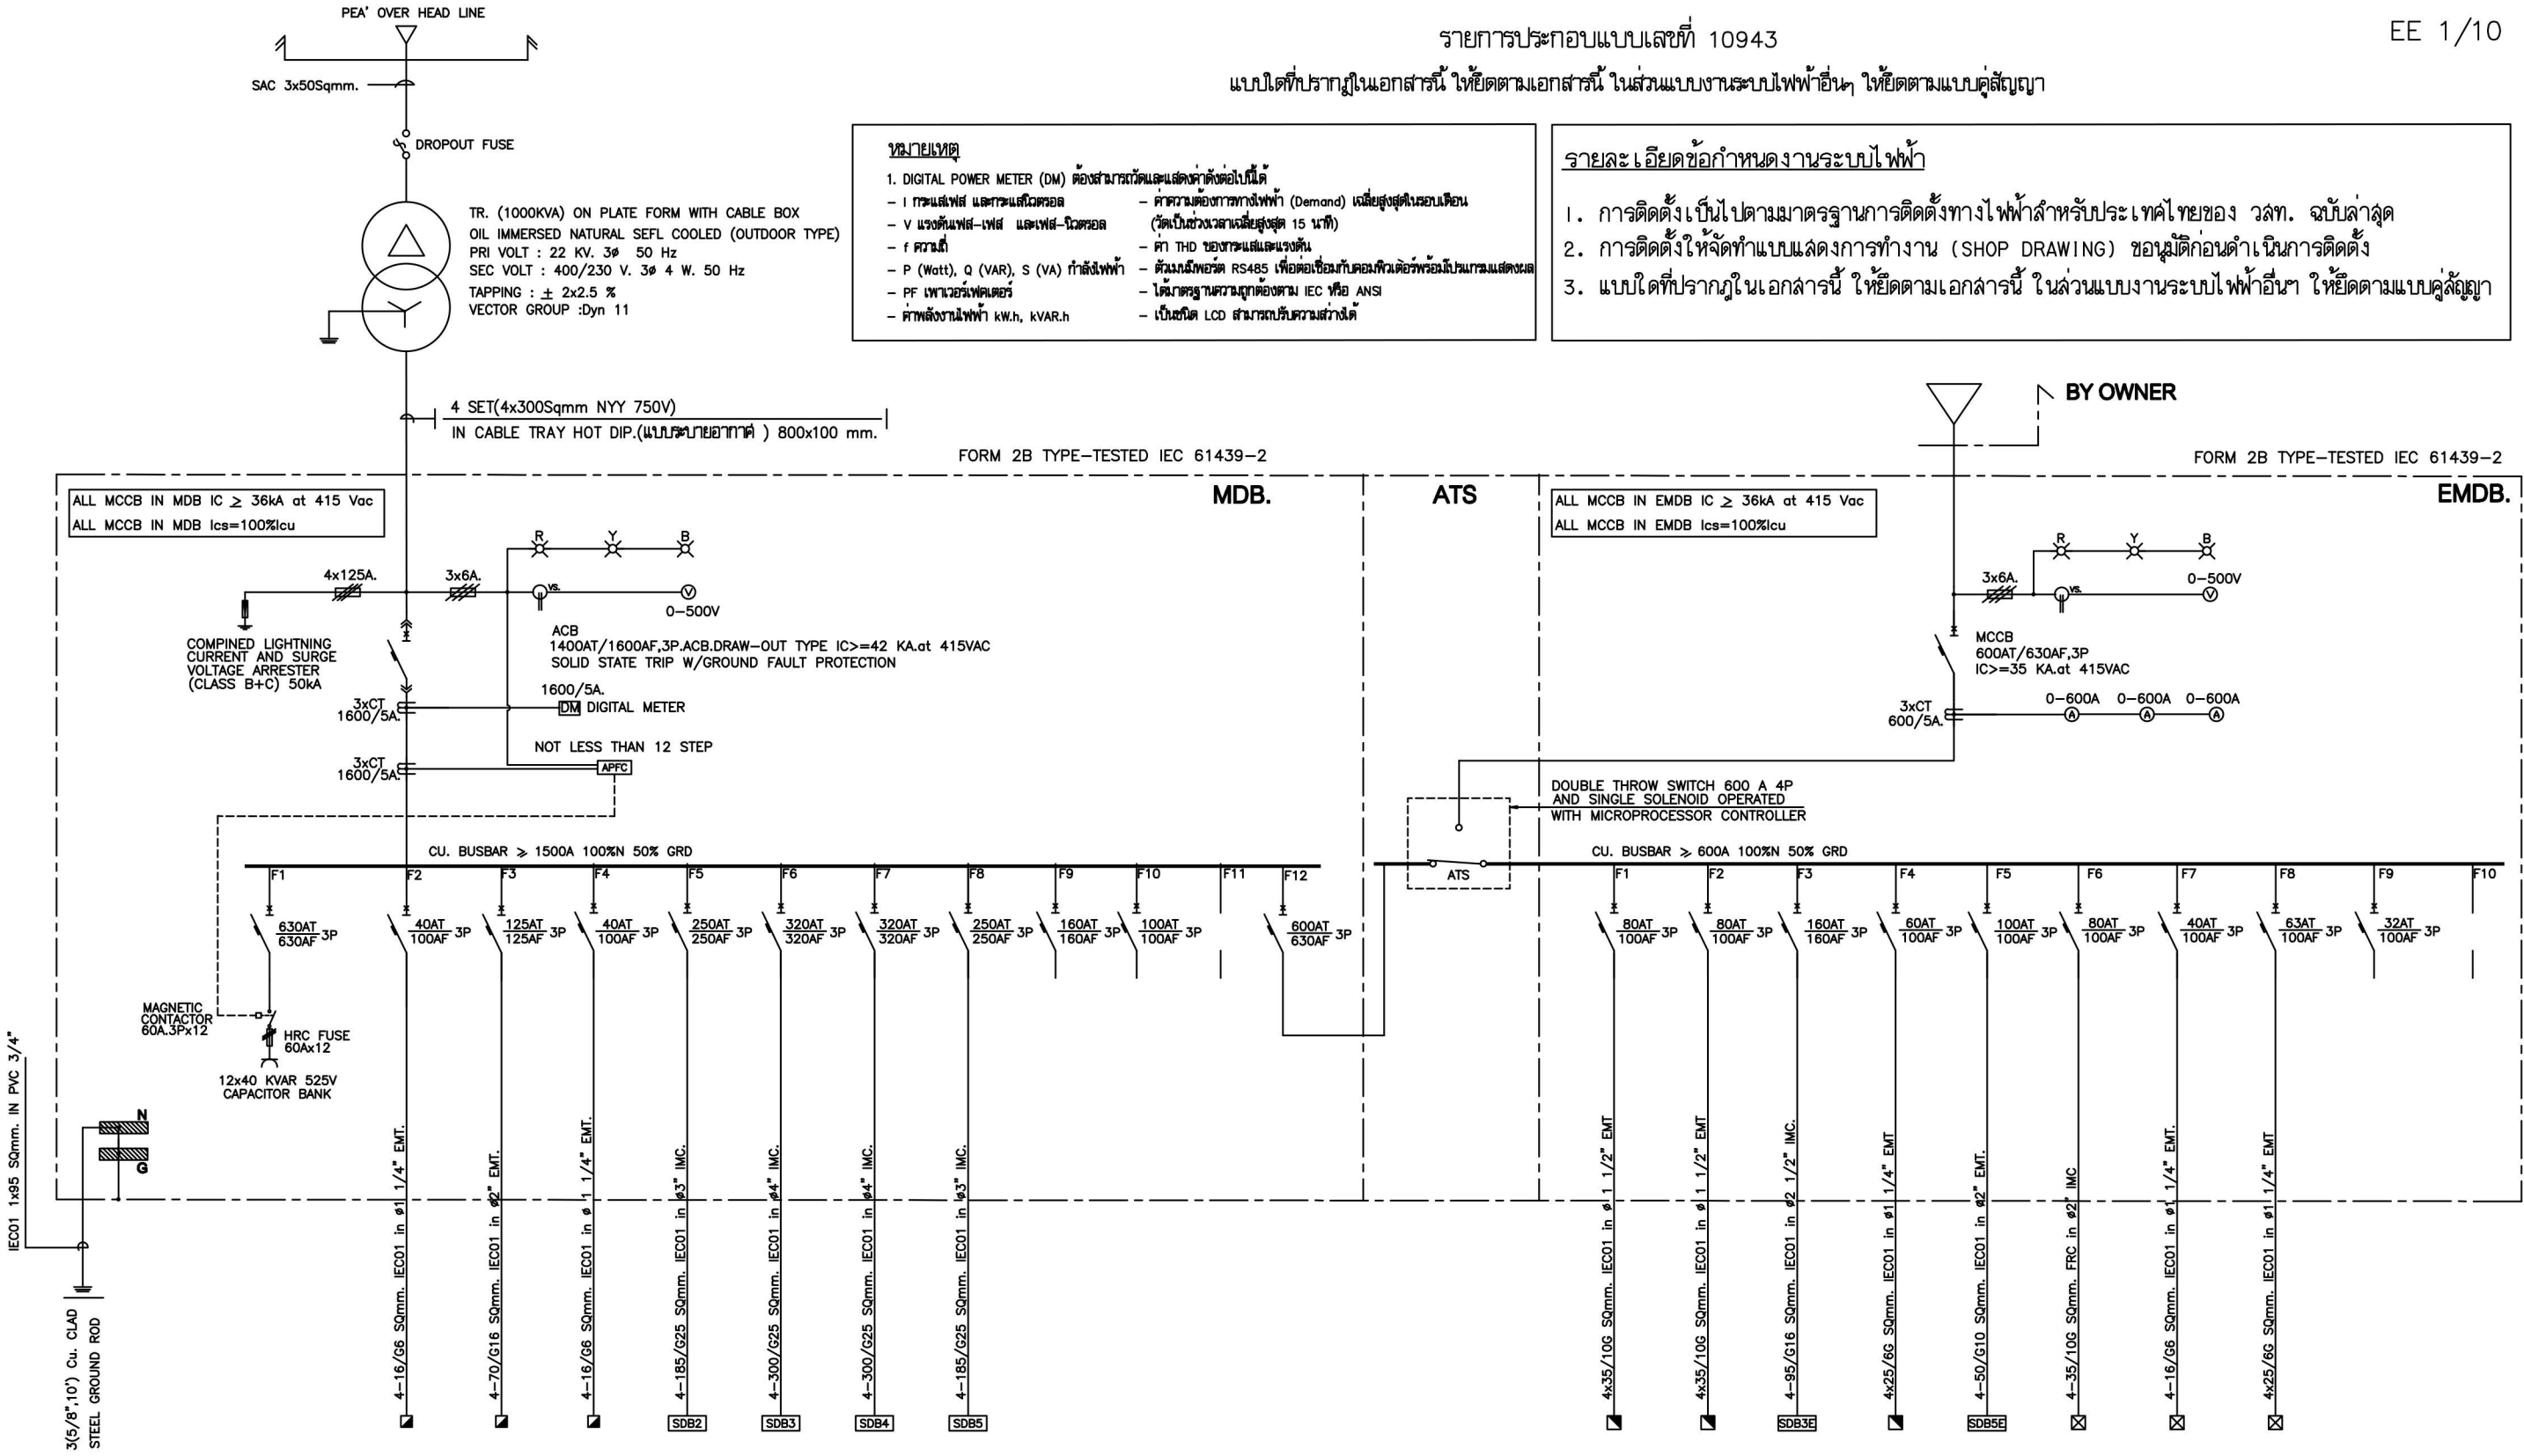 EE 1/10
รายการประกอบแบบเลขที่ 10943
แบบใดที่ปรากฏในเอกสารนี้ ให้ยึดตามเอกสารนี้ ในส่วนแบบงานระบบไฟฟ้าอื่นๆ ให้ยึดตามแบบคู่สัญญา
PEA' OVER HEAD LINE
SAC 3x50Sqmm.
DROPOUT FUSE
TR. (1000KVA) ON PLATE FORM WITH CABLE BOX
OIL IMMERSED NATURAL SEFL COOLED (OUTDOOR TYPE)
PRI VOLT : 22 KV. 3ø 50 Hz
SEC VOLT : 400/230 V. 3ø 4 W. 50 Hz
TAPPING : ± 2x2.5 %
VECTOR GROUP :Dyn 11
หมายเหตุ
1. DIGITAL POWER METER (DM) ต้องสามารถวัดและแสดงค่าดังต่อไปนี้ได้
- I กระแสเฟส และกระแสนิวตรอล
- V แรงดันเฟส-เฟส และเฟส-นิวตรอล
- f ความถี่
- P (Watt), Q (VAR), S (VA) กำลังไฟฟ้า
- PF เพาเวอร์เฟคเตอร์
- ค่าพลังงานไฟฟ้า kW.h, kVAR.h
- ค่าความต้องการทางไฟฟ้า (Demand) เฉลี่ยสูงสุดในรอบเดือน
(วัดเป็นช่วงเวลาเฉลี่ยสูงสุด 15 นาที)
- ค่า THD ของกระแสและแรงดัน
- ตัวเมนมีพอร์ต RS485 เพื่อต่อเชื่อมกับคอมพิวเตอร์พร้อมโปรแกรมแสดงผล
- ได้มาตรฐานความถูกต้องตาม IEC หรือ ANSI
- เป็นชนิด LCD สามารถปรับความสว่างได้
รายละเอียดข้อกำหนดงานระบบไฟฟ้า
1. การติดตั้งเป็นไปตามมาตรฐานการติดตั้งทางไฟฟ้าสำหรับประเทศไทยของ วสท. ฉบับล่าสุด
2. การติดตั้งให้จัดทำแบบแสดงการทำงาน (SHOP DRAWING) ขอนุมัติก่อนดำเนินการติดตั้ง
3. แบบใดที่ปรากฏในเอกสารนี้ ให้ยึดตามเอกสารนี้ ในส่วนแบบงานระบบไฟฟ้าอื่นๆ ให้ยึดตามแบบคู่สัญญา
4 SET(4x300Sqmm NYY 750V)
IN CABLE TRAY HOT DIP.(แบบระบายอากาศ ) 800x100 mm.
BY OWNER
FORM 2B TYPE-TESTED IEC 61439-2
FORM 2B TYPE-TESTED IEC 61439-2
ALL MCCB IN MDB IC ≥ 36kA at 415 Vac
ALL MCCB IN MDB Ics=100%Icu
MDB.
ATS
ALL MCCB IN EMDB IC ≥ 36kA at 415 Vac
ALL MCCB IN EMDB Ics=100%Icu
EMDB.
R Y B
4x125A.
3x6A.
VS.
V
0-500V
COMPINED LIGHTNING
CURRENT AND SURGE
VOLTAGE ARRESTER
(CLASS B+C) 50kA
ACB
1400AT/1600AF,3P.ACB.DRAW-OUT TYPE IC>=42 KA.at 415VAC
SOLID STATE TRIP W/GROUND FAULT PROTECTION
3xCT
1600/5A.
1600/5A.
DM DIGITAL METER
NOT LESS THAN 12 STEP
3xCT
1600/5A.
APFC
R Y B
3x6A.
VS.
0-500V
V
MCCB
600AT/630AF,3P
IC>=35 KA.at 415VAC
3xCT
600/5A.
0-600A 0-600A 0-600A
A A A
DOUBLE THROW SWITCH 600 A 4P
AND SINGLE SOLENOID OPERATED
WITH MICROPROCESSOR CONTROLLER
CU. BUSBAR ≥ 1500A 100%N 50% GRD
F1 F2 F3 F4 F5 F6 F7 F8 F9 F10 F11 F12
630AT
630AF 3P
40AT
100AF 3P
125AT
125AF 3P
40AT
100AF 3P
250AT
250AF 3P
320AT
320AF 3P
320AT
320AF 3P
250AT
250AF 3P
160AT
160AF 3P
100AT
100AF 3P
600AT
630AF 3P
ATS
CU. BUSBAR ≥ 600A 100%N 50% GRD
F1 F2 F3 F4 F5 F6 F7 F8 F9 F10
80AT
100AF 3P
80AT
100AF 3P
160AT
160AF 3P
60AT
100AF 3P
100AT
100AF 3P
80AT
100AF 3P
40AT
100AF 3P
63AT
100AF 3P
32AT
100AF 3P
MAGNETIC
CONTACTOR
60A.3Px12
HRC FUSE
60Ax12
12x40 KVAR 525V
CAPACITOR BANK
N
G
IEC01 1x95 SQmm. IN PVC 3/4"
3(5/8",10') Cu. CLAD
STEEL GROUND ROD
4-16/G6 SQmm. IEC01 in ø1 1/4" EMT.
4-70/G16 SQmm. IEC01 in ø2" EMT.
4-16/G6 SQmm. IEC01 in ø 1 1/4" EMT.
4-185/G25 SQmm. IEC01 in ø3" IMC.
4-300/G25 SQmm. IEC01 in ø4" IMC.
4-300/G25 SQmm. IEC01 in ø4" IMC.
4-185/G25 SQmm. IEC01 in ø3" IMC.
4x35/10G SQmm. IEC01 in ø 1 1/2" EMT
4x35/10G SQmm. IEC01 in ø 1 1/2" EMT
4-95/G16 SQmm. IEC01 in ø2 1/2" IMC.
4x25/6G SQmm. IEC01 in ø1 1/4" EMT
4-50/G10 SQmm. IEC01 in ø2" EMT.
4-35/10G SQmm. FRC in ø2" IMC
4-16/G6 SQmm. IEC01 in ø1 1/4" EMT.
4x25/6G SQmm. IEC01 in ø1 1/4" EMT
SDB2 SDB3 SDB4 SDB5 SDB3E SDB5E